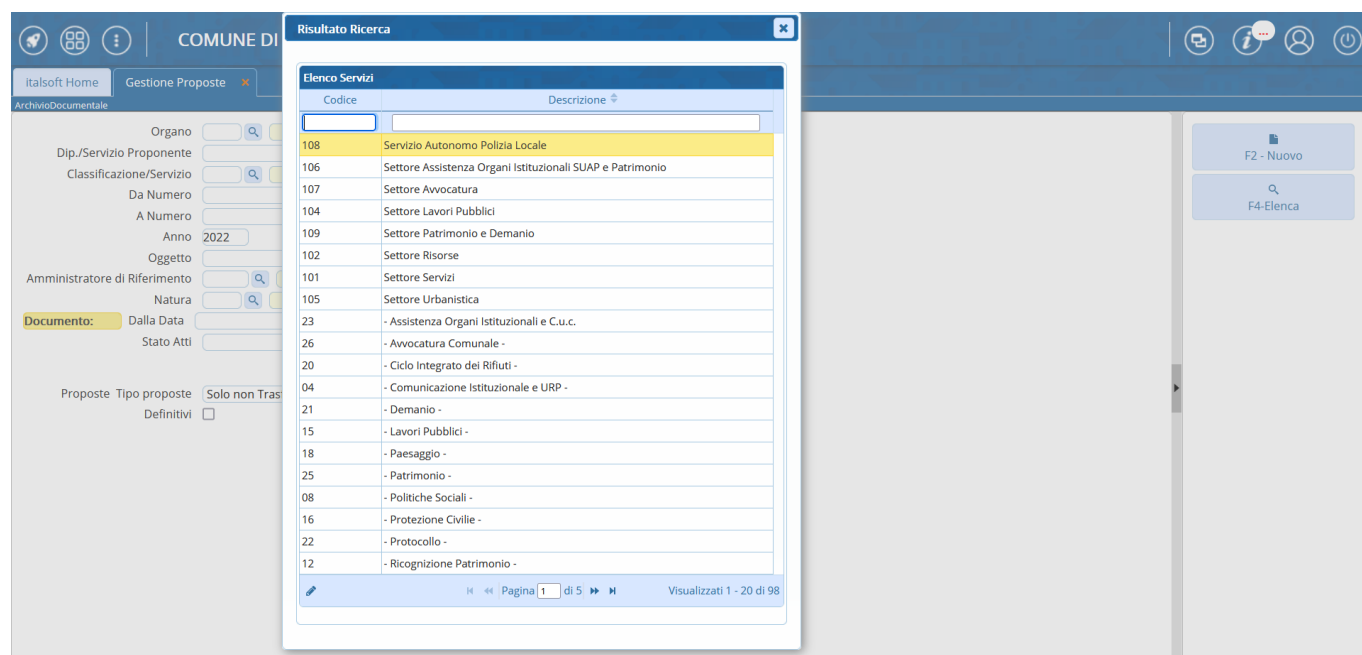 COMUNE DI
...
italsoft Home
Gestione Proposte ×
ArchivioDocumentale
Organo
Dip./Servizio Proponente
Classificazione/Servizio
Da Numero
A Numero
Anno 2022
Oggetto
Amministratore di Riferimento
Natura
Documento: Dalla Data
Stato Atti
Proposte Tipo proposte Solo non Tras
Definitivi
Risultato Ricerca
Elenco Servizi
Codice Descrizione
108 Servizio Autonomo Polizia Locale
106 Settore Assistenza Organi Istituzionali SUAP e Patrimonio
107 Settore Avvocatura
104 Settore Lavori Pubblici
109 Settore Patrimonio e Demanio
102 Settore Risorse
101 Settore Servizi
105 Settore Urbanistica
23 - Assistenza Organi Istituzionali e C.u.c.
26 - Avvocatura Comunale -
20 - Ciclo Integrato dei Rifiuti -
04 - Comunicazione Istituzionale e URP -
21 - Demanio -
15 - Lavori Pubblici -
18 - Paesaggio -
25 - Patrimonio -
08 - Politiche Sociali -
16 - Protezione Civilie -
22 - Protocollo -
12 - Ricognizione Patrimonio -
Pagina 1 di 5
Visualizzati 1 - 20 di 98
F2 - Nuovo
F4-Elenca